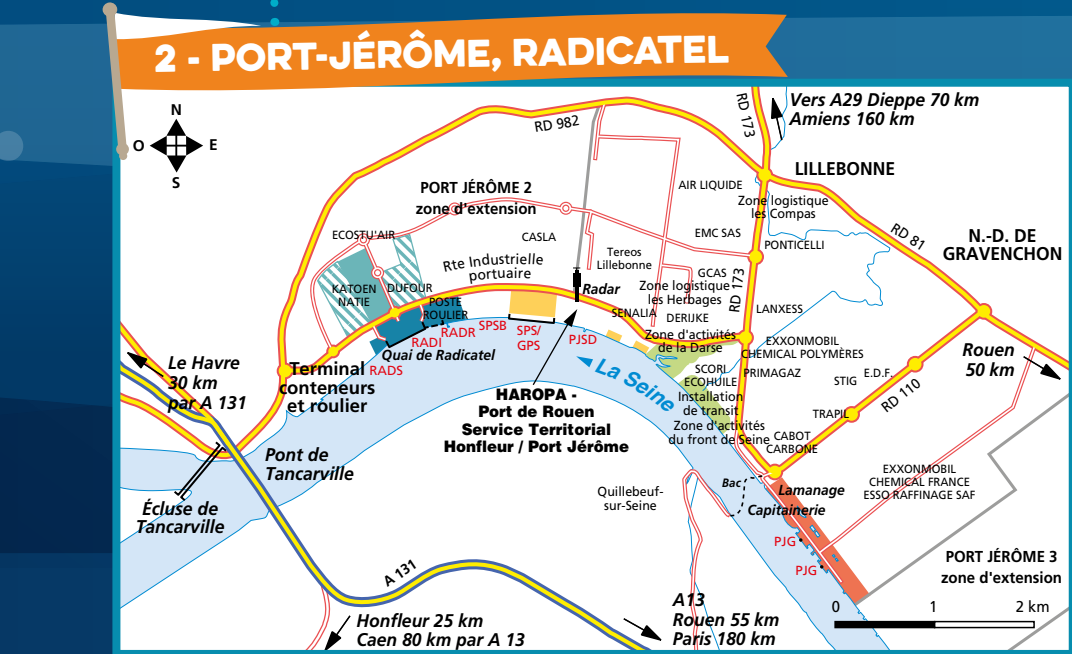 2 - PORT-JÉRÔME, RADICATEL
N
O
E
S
RD 982
RD 173
Vers A29 Dieppe 70 km
Amiens 160 km
LILLEBONNE
PORT JÉRÔME 2
zone d'extension
AIR LIQUIDE
Zone logistique
les Compas
ECOSTU'AIR
CASLA
EMC SAS
PONTICELLI
RD 81
N.-D. DE
GRAVENCHON
Rte Industrielle
portuaire
Tereos
Lillebonne
GCAS
RD 173
KATOEN
NATIE
DUFOUR
POSTE
ROULIER
Radar
Zone logistique
les Herbages
SENALIA
DERIJKE
LANXESS
RADS
RADI
RADR
SPSB
SPS/
GPS
PJSD
Quai de Radicatel
Zone d'activités
de la Darse
EXXONMOBIL
CHEMICAL POLYMÈRES
Le Havre
30 km
par A 131
Terminal
conteneurs
et roulier
La Seine
SCORI
ECOHUILE
PRIMAGAZ
STIG
E.D.F.
Rouen
50 km
HAROPA -
Port de Rouen
Service Territorial
Honfleur / Port Jérôme
Installation
de transit
Zone d'activités
du front de Seine
TRAPIL
RD 110
CABOT
CARBONE
Pont de
Tancarville
Écluse de
Tancarville
Quillebeuf-
sur-Seine
Bac
Lamanage
Capitainerie
EXXONMOBIL
CHEMICAL FRANCE
ESSO RAFFINAGE SAF
PJG
PJG
PORT JÉRÔME 3
zone d'extension
A 131
Honfleur 25 km
Caen 80 km par A 13
A13
Rouen 55 km
Paris 180 km
0 1 2 km